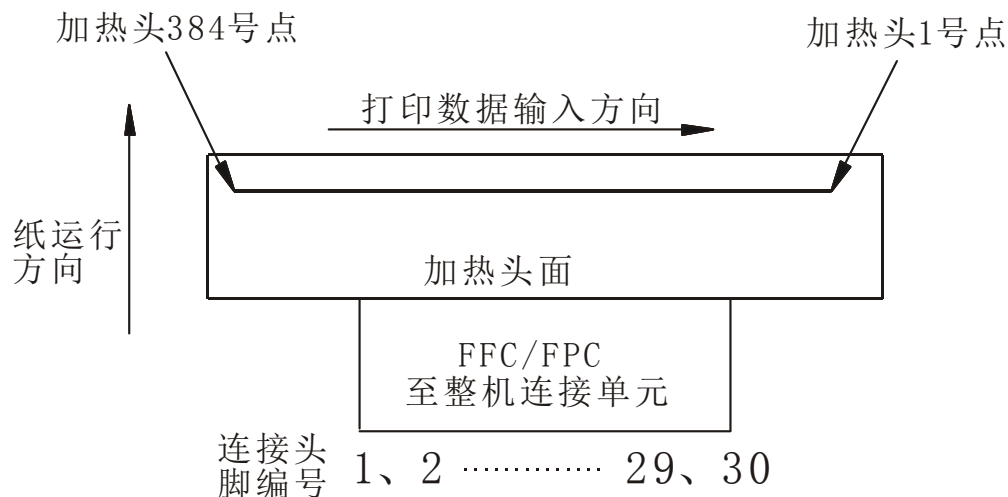 加热头384号点
加热头1号点
打印数据输入方向
纸运行
方向
加热头面
FFC/FPC
至整机连接单元
连接头
脚编号
1、2 ············· 29、30